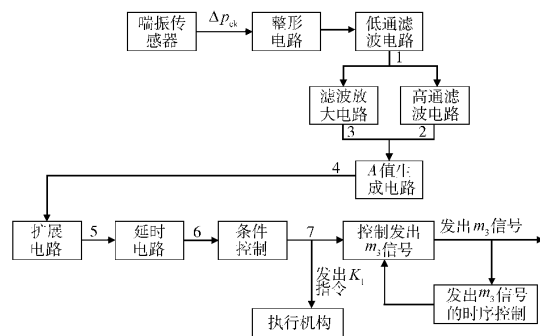 喘振传
感器
Δp_ck
整形
电路
低通滤
波电路
1
滤波放
大电路
高通滤
波电路
3
2
A值生
成电路
4
扩展
电路
5
延时
电路
6
条件
控制
7
控制发出
m₃信号
发出m₃信号
发出K₁
指令
执行机构
发出m₃信号
的时序控制